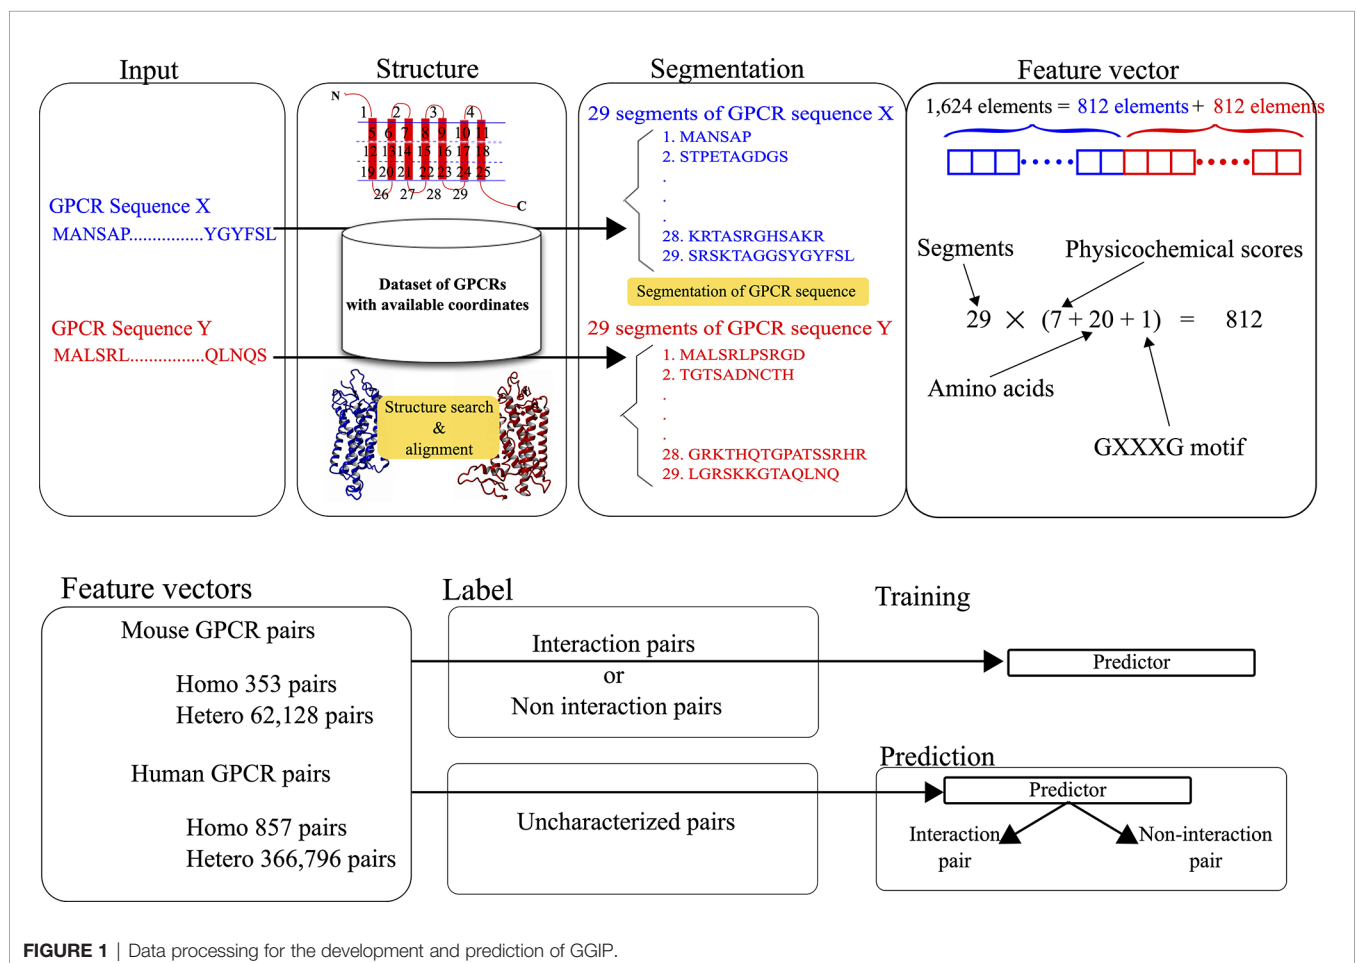 Input
GPCR Sequence X
MANSAP................YGYFSL
GPCR Sequence Y
MALSRL................QLNQS
Structure
N
1 2 3 4
5 6 7 8 9 10 11
12 13 14 15 16 17 18
19 20 21 22 23 24 25
26 27 28 29
C
Dataset of GPCRs
with available coordinates
Structure search
&
alignment
Segmentation
29 segments of GPCR sequence X
1. MANSAP
2. STPETAGDGS
.
.
.
28. KRTASRGHSAKR
29. SRSKTAGGSYGYFSL
Segmentation of GPCR sequence
29 segments of GPCR sequence Y
1. MALSRLPSRGD
2. TGTSADNCTH
.
.
.
28. GRKTHQTGPATSSRHR
29. LGRSKKGTAQLNQ
Feature vector
1,624 elements = 812 elements + 812 elements
Segments
Physicochemical scores
29 × (7 + 20 + 1) = 812
Amino acids
GXXXG motif
Feature vectors
Mouse GPCR pairs
Homo 353 pairs
Hetero 62,128 pairs
Human GPCR pairs
Homo 857 pairs
Hetero 366,796 pairs
Label
Interaction pairs
or
Non interaction pairs
Uncharacterized pairs
Training
Predictor
Prediction
Predictor
Interaction
pair
Non-interaction
pair
FIGURE 1 | Data processing for the development and prediction of GGIP.